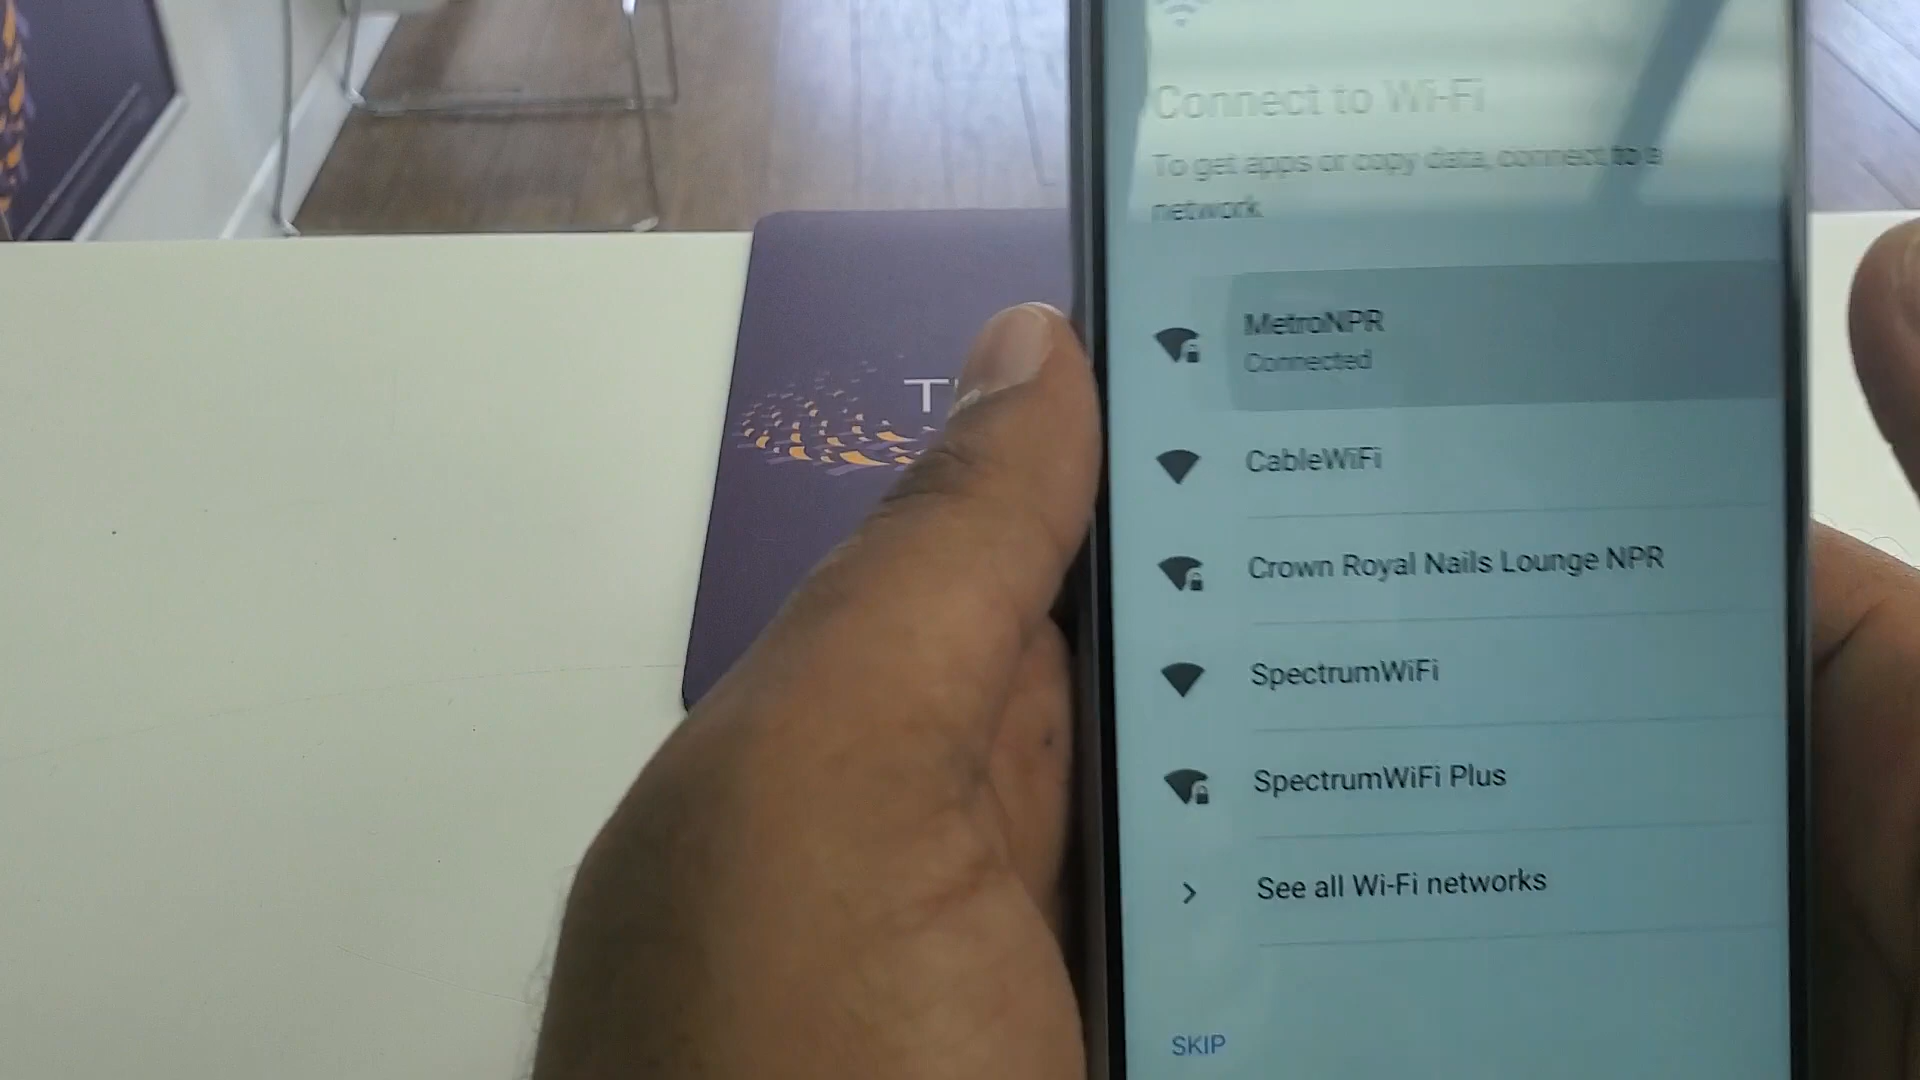 Connect to Wi-Fi
To get apps or copy data, connect to a
network.
MetroNPR
Connected
CableWiFi
Crown Royal Nails Lounge NPR
SpectrumWiFi
SpectrumWiFi Plus
See all Wi-Fi networks
SKIP